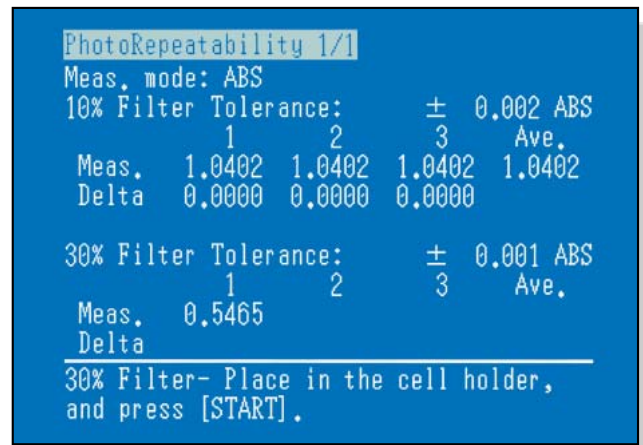 PhotoRepeatability 1/1
Meas. mode: ABS
10% Filter Tolerance: ± 0.002 ABS
1 2 3 Ave.
Meas. 1.0402 1.0402 1.0402 1.0402
Delta 0.0000 0.0000 0.0000
30% Filter Tolerance: ± 0.001 ABS
1 2 3 Ave.
Meas. 0.5465
Delta
30% Filter- Place in the cell holder,
and press [START].